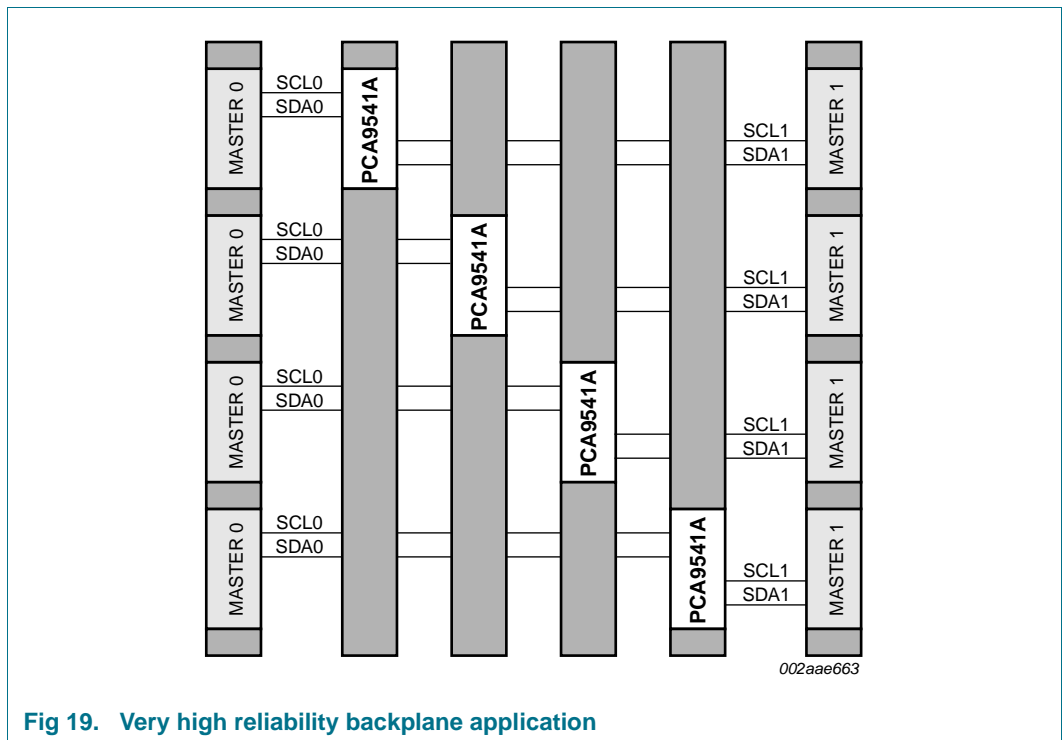 MASTER 0
SCL0
SDA0
PCA9541A
SCL1
SDA1
MASTER 1
MASTER 0
SCL0
SDA0
PCA9541A
SCL1
SDA1
MASTER 1
MASTER 0
SCL0
SDA0
PCA9541A
SCL1
SDA1
MASTER 1
MASTER 0
SCL0
SDA0
PCA9541A
SCL1
SDA1
MASTER 1
002aae663
Fig 19. Very high reliability backplane application